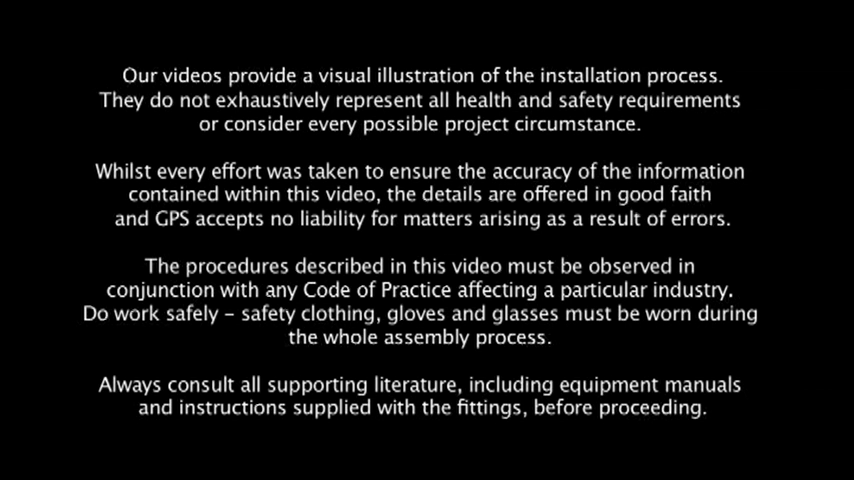 Our videos provide a visual illustration of the installation process.
They do not exhaustively represent all health and safety requirements
or consider every possible project circumstance.
Whilst every effort was taken to ensure the accuracy of the information
contained within this video, the details are offered in good faith
and GPS accepts no liability for matters arising as a result of errors.
The procedures described in this video must be observed in
conjunction with any Code of Practice affecting a particular industry.
Do work safely – safety clothing, gloves and glasses must be worn during
the whole assembly process.
Always consult all supporting literature, including equipment manuals
and instructions supplied with the fittings, before proceeding.